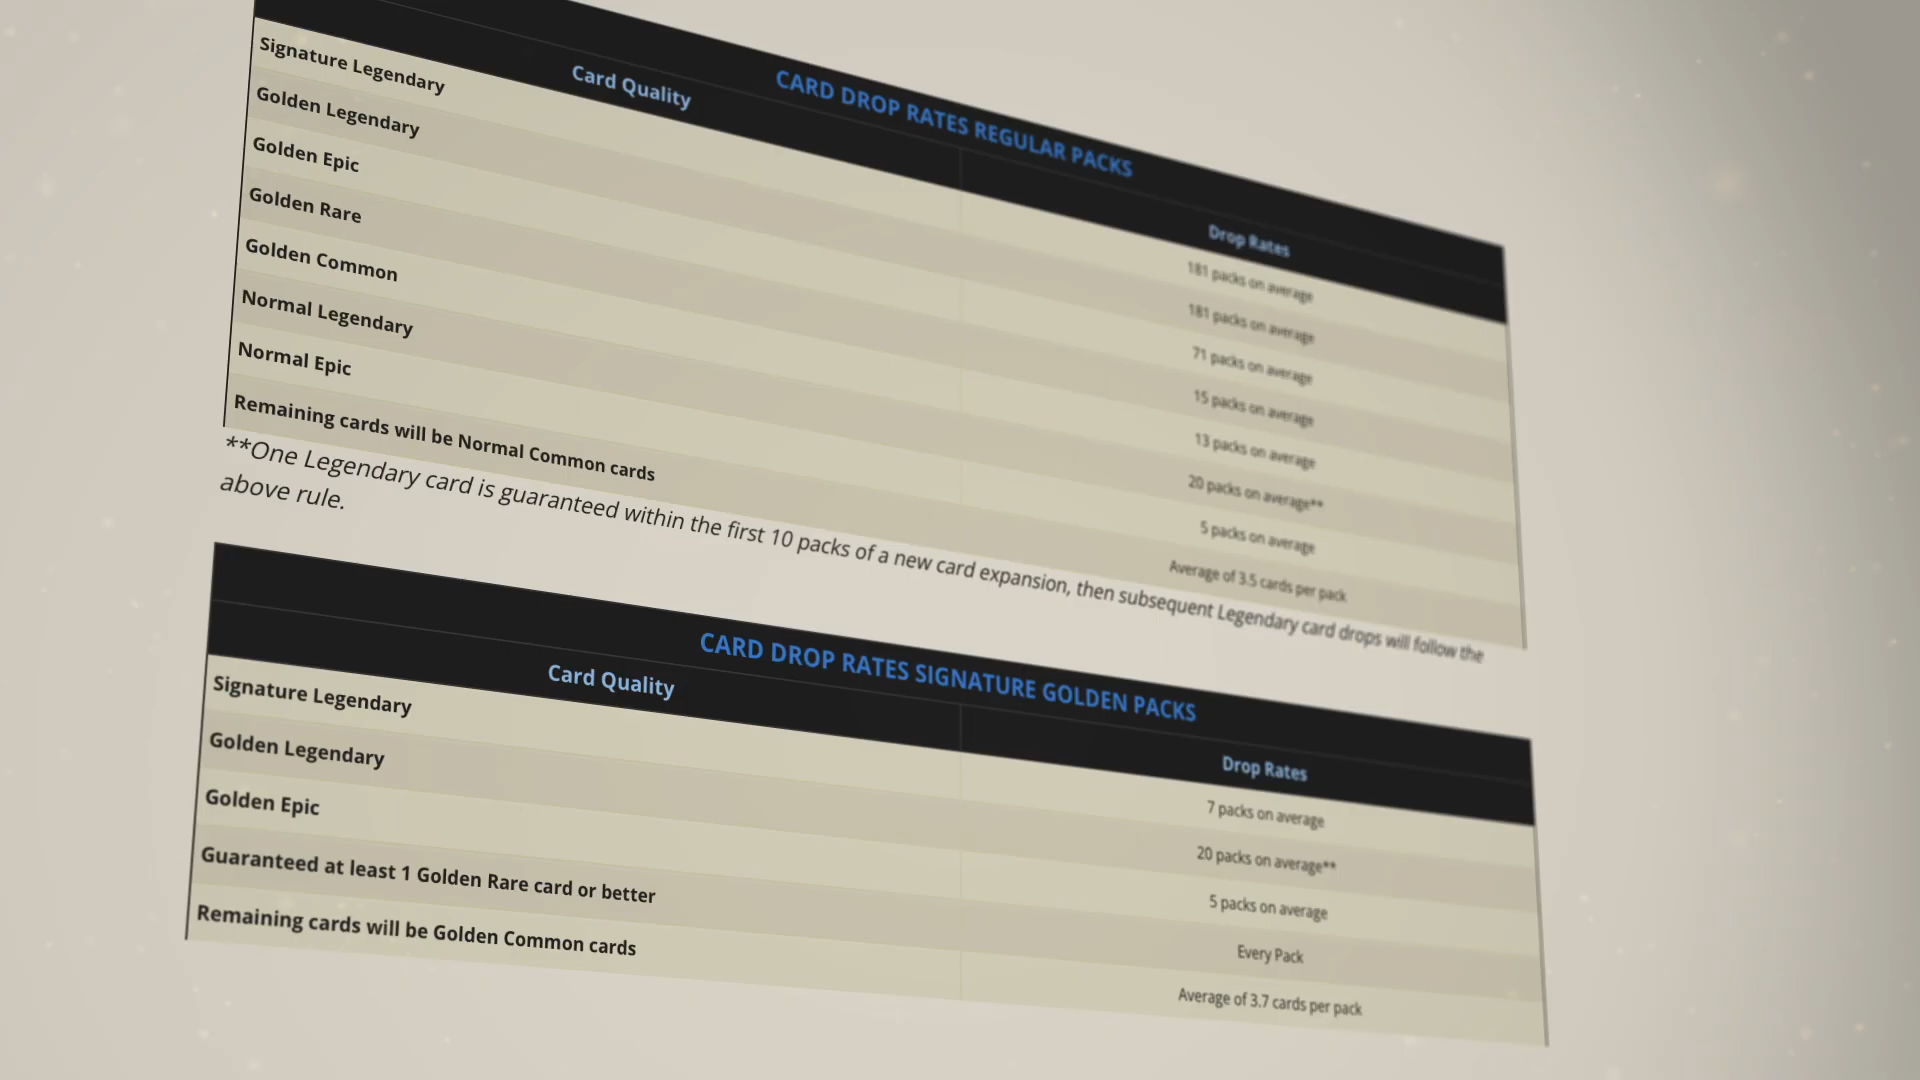 CARD DROP RATES REGULAR PACKS
Card Quality Drop Rates
Signature Legendary 181 packs on average
Golden Legendary 181 packs on average
Golden Epic 71 packs on average
Golden Rare 15 packs on average
Golden Common 13 packs on average
Normal Legendary 20 packs on average**
Normal Epic 5 packs on average
Remaining cards will be Normal Common cards Average of 3.5 cards per pack
**One Legendary card is guaranteed within the first 10 packs of a new card expansion, then subsequent Legendary card drops will follow the
above rule.
CARD DROP RATES SIGNATURE GOLDEN PACKS
Card Quality Drop Rates
Signature Legendary 7 packs on average
Golden Legendary 20 packs on average**
Golden Epic 5 packs on average
Guaranteed at least 1 Golden Rare card or better Every Pack
Remaining cards will be Golden Common cards Average of 3.7 cards per pack